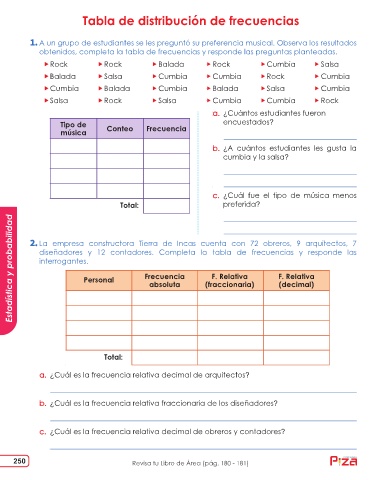 Tabla de distribución de frecuencias
1. A un grupo de estudiantes se les preguntó su preferencia musical. Observa los resultados
obtenidos, completa la tabla de frecuencias y responde las preguntas planteadas.
▶ Rock ▶ Rock ▶ Balada ▶ Rock ▶ Cumbia ▶ Salsa
▶ Balada ▶ Salsa ▶ Cumbia ▶ Cumbia ▶ Rock ▶ Cumbia
▶ Cumbia ▶ Balada ▶ Cumbia ▶ Balada ▶ Salsa ▶ Cumbia
▶ Salsa ▶ Rock ▶ Salsa ▶ Cumbia ▶ Cumbia ▶ Rock
Tipo de
música
Conteo
Frecuencia
Total:
a. ¿Cuántos estudiantes fueron
encuestados?
b. ¿A cuántos estudiantes les gusta la
cumbia y la salsa?
c. ¿Cuál fue el tipo de música menos
preferida?
2. La empresa constructora Tierra de Incas cuenta con 72 obreros, 9 arquitectos, 7
diseñadores y 12 contadores. Completa la tabla de frecuencias y responde las
interrogantes.
Personal
Frecuencia
absoluta
F. Relativa
(fraccionaria)
F. Relativa
(decimal)
Total:
a. ¿Cuál es la frecuencia relativa decimal de arquitectos?
b. ¿Cuál es la frecuencia relativa fraccionaria de los diseñadores?
c. ¿Cuál es la frecuencia relativa decimal de obreros y contadores?
Estadística y probabilidad
250
Revisa tu Libro de Área (pág. 180 - 181)